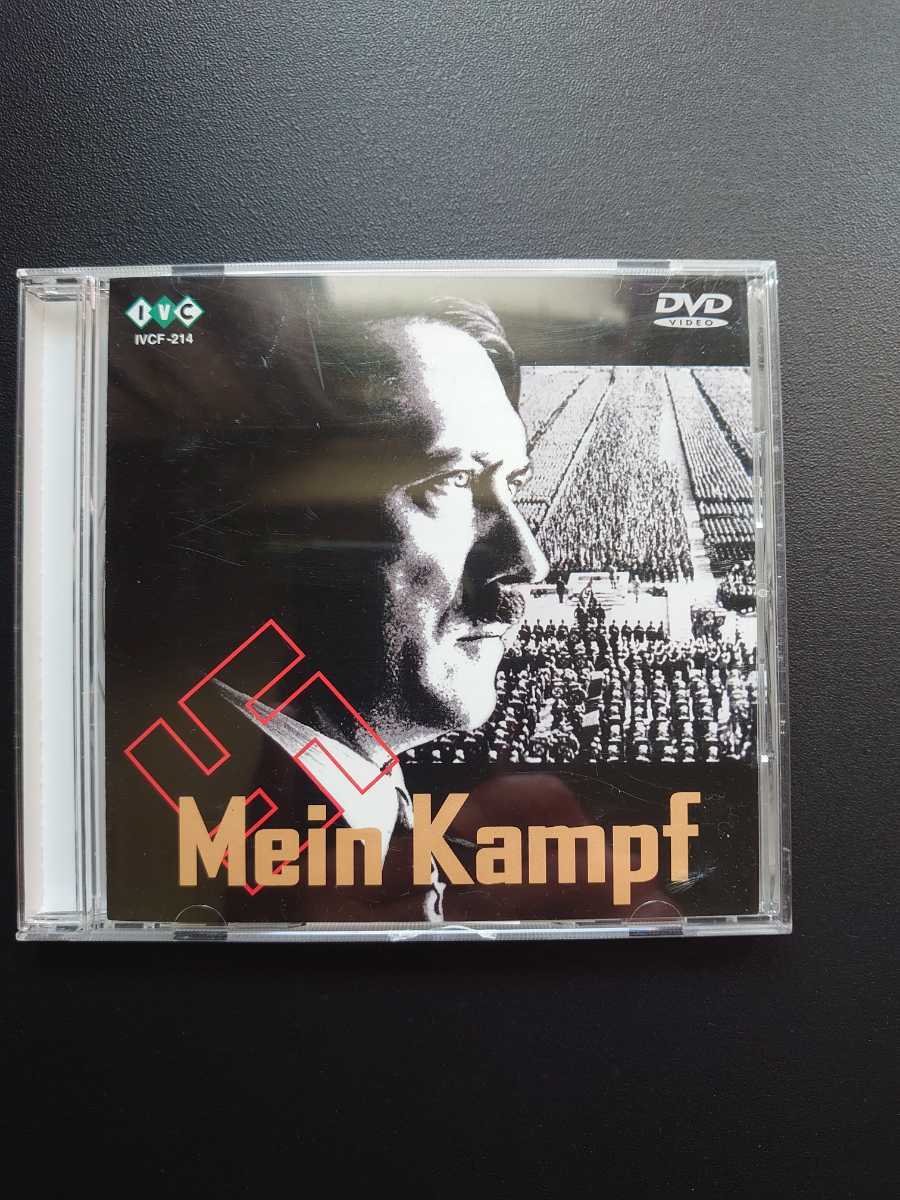 IVC
IVCF-214
DVD
VIDEO
Mein Kampf